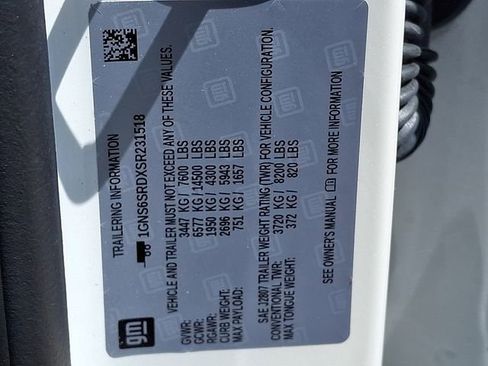 gm
TRAILERING INFORMATION
1GNS6SRDXSR231518
VEHICLE AND TRAILER MUST NOT EXCEED ANY OF THESE VALUES.
GVWR: 3447 KG / 7600 LBS
GCWR: 6577 KG / 14500 LBS
RGAWR: 1950 KG / 4300 LBS
CURB WEIGHT: 2696 KG / 5943 LBS
MAX PAYLOAD: 751 KG / 1657 LBS
SAE J2807 TRAILER WEIGHT RATING (TWR) FOR VEHICLE CONFIGURATION.
CONVENTIONAL TWR: 3720 KG / 8200 LBS
MAX TONGUE WEIGHT: 372 KG / 820 LBS
SEE OWNER'S MANUAL FOR MORE INFORMATION